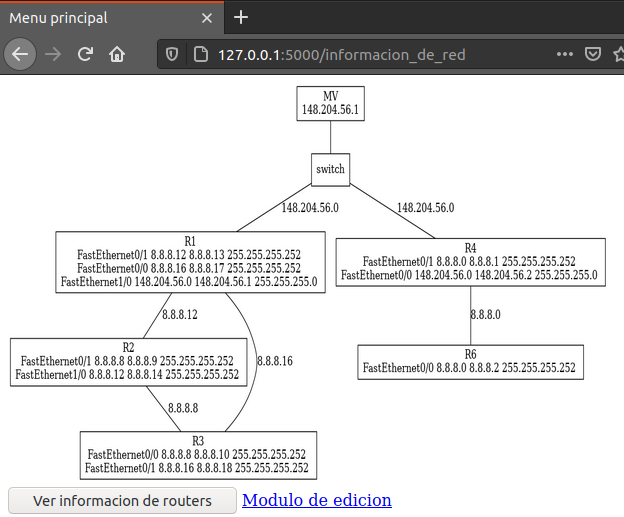 Menu principal
127.0.0.1:5000/informacion_de_red
MV
148.204.56.1
switch
148.204.56.0
148.204.56.0
R1
FastEthernet0/1 8.8.8.12 8.8.8.13 255.255.255.252
FastEthernet0/0 8.8.8.16 8.8.8.17 255.255.255.252
FastEthernet1/0 148.204.56.0 148.204.56.1 255.255.255.0
R4
FastEthernet0/1 8.8.8.0 8.8.8.1 255.255.255.252
FastEthernet0/0 148.204.56.0 148.204.56.2 255.255.255.0
8.8.8.12
8.8.8.0
R2
FastEthernet0/1 8.8.8.8 8.8.8.9 255.255.255.252
FastEthernet1/0 8.8.8.12 8.8.8.14 255.255.255.252
8.8.8.16
R6
FastEthernet0/0 8.8.8.0 8.8.8.2 255.255.255.252
8.8.8.8
R3
FastEthernet0/0 8.8.8.8 8.8.8.10 255.255.255.252
FastEthernet0/1 8.8.8.16 8.8.8.18 255.255.255.252
Ver informacion de routers
Modulo de edicion